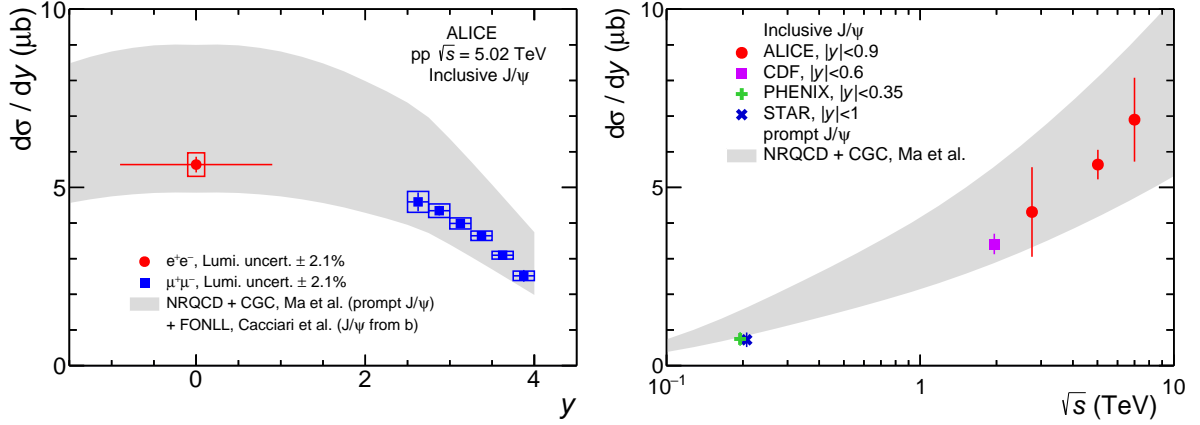 10
5
0
dσ / dy (μb)
ALICE
pp √s = 5.02 TeV
Inclusive J/ψ
e⁺e⁻, Lumi. uncert. ± 2.1%
μ⁺μ⁻, Lumi. uncert. ± 2.1%
NRQCD + CGC, Ma et al. (prompt J/ψ)
+ FONLL, Cacciari et al. (J/ψ from b)
0
2
4
y
10
5
0
dσ / dy (μb)
Inclusive J/ψ
ALICE, |y|<0.9
CDF, |y|<0.6
PHENIX, |y|<0.35
STAR, |y|<1
prompt J/ψ
NRQCD + CGC, Ma et al.
10⁻¹
1
10
√s (TeV)